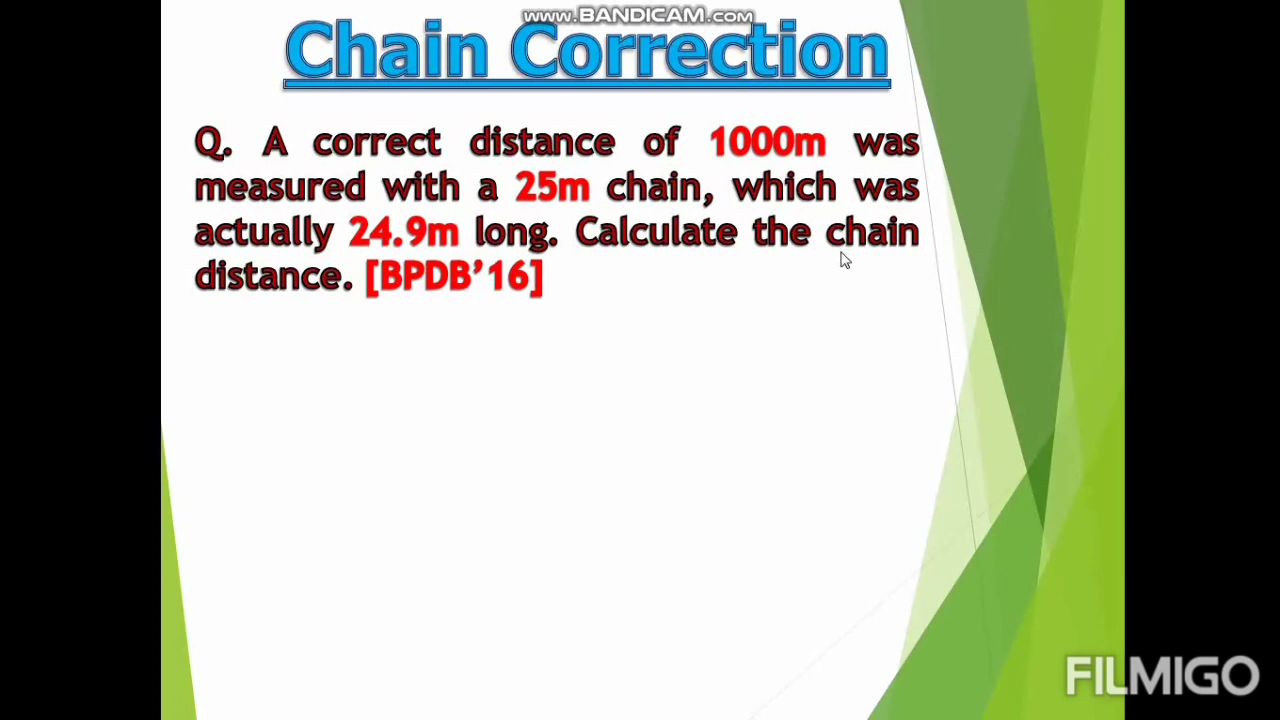 www.BANDICAM.com
Chain Correction
Q. A correct distance of 1000m was
measured with a 25m chain, which was
actually 24.9m long. Calculate the chain
distance. [BPDB’16]
FILMIGO